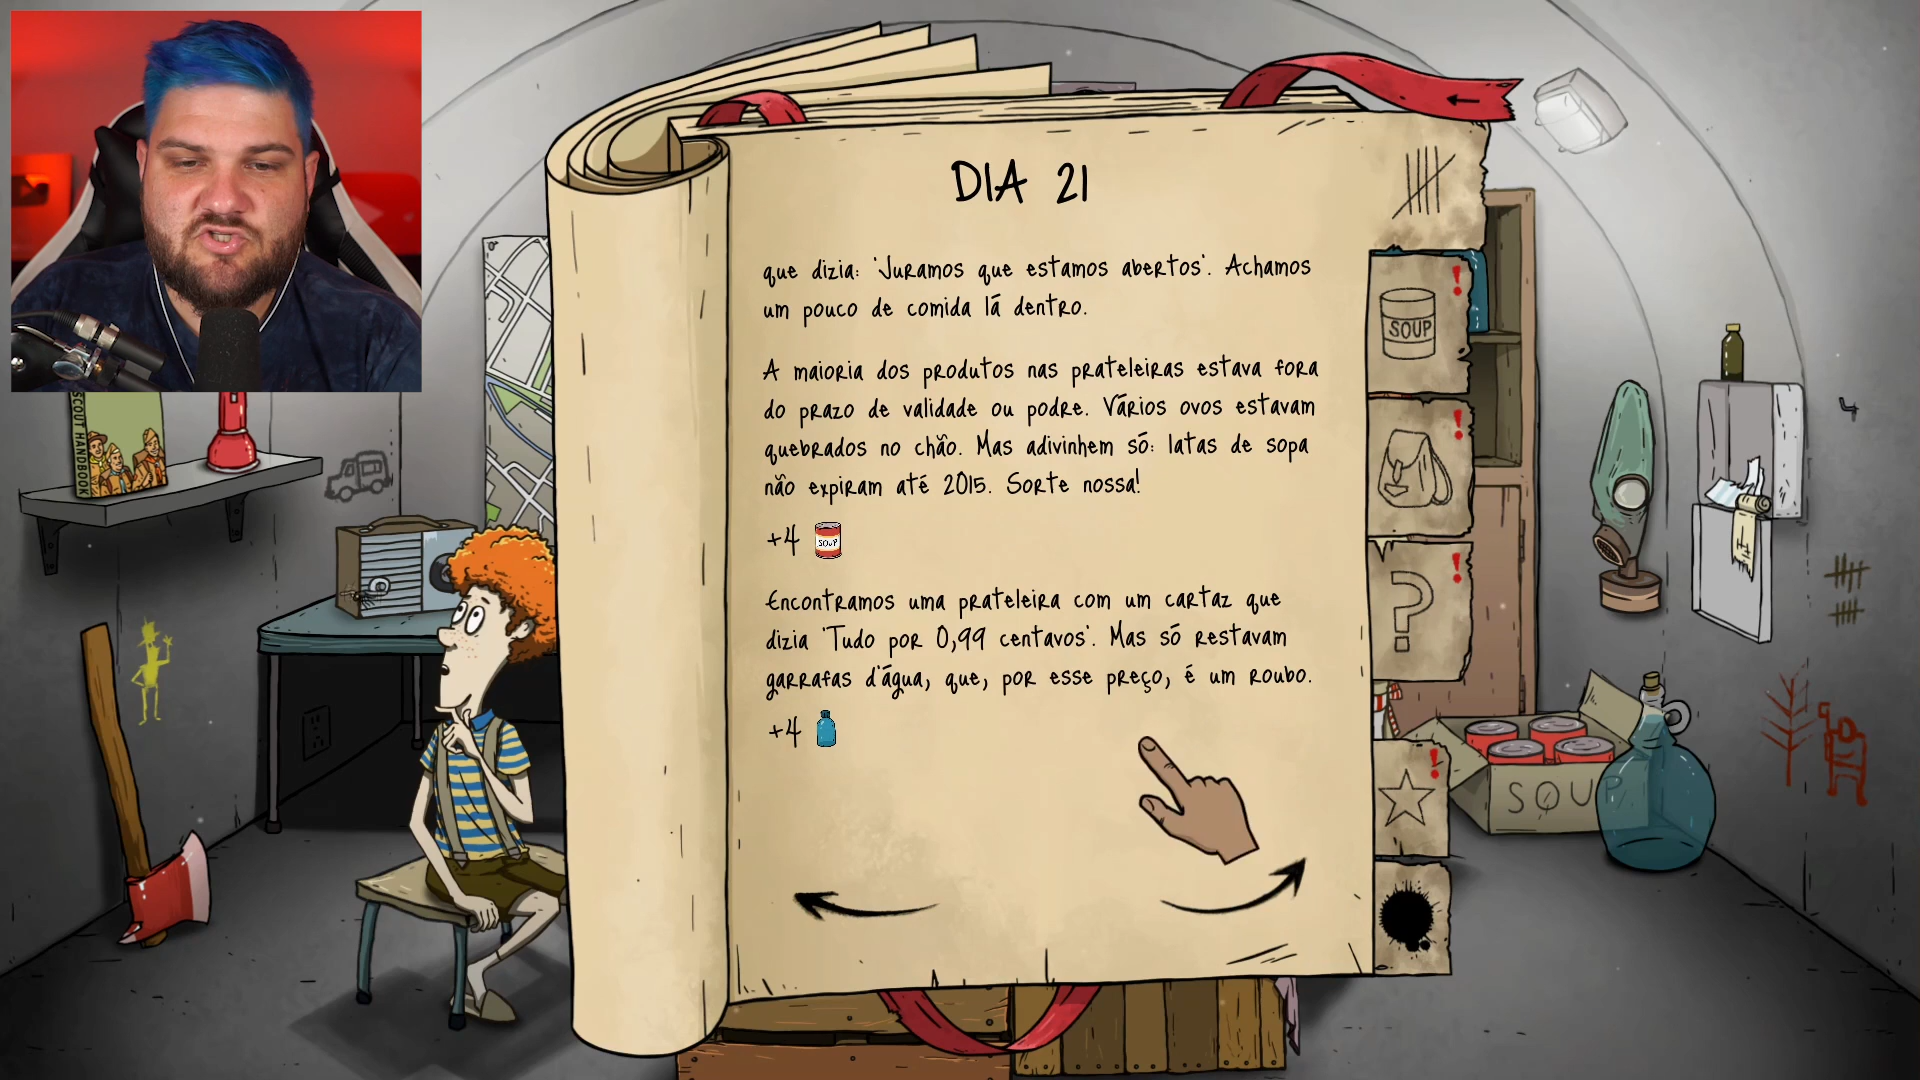 DIA 21
que dizia: 'Juramos que estamos abertos'. Achamos
um pouco de comida lá dentro.
A maioria dos produtos nas prateleiras estava fora
do prazo de validade ou podre. Vários ovos estavam
quebrados no chão. Mas adivinhem só: latas de sopa
não expiram até 2015. Sorte nossa!
+4 SOUP
Encontramos uma prateleira com um cartaz que
dizia 'Tudo por 0,99 centavos'. Mas só restavam
garrafas d'água, que, por esse preço, é um roubo.
+4
SOUP
?
SCOUT HANDBOOK
SOUP